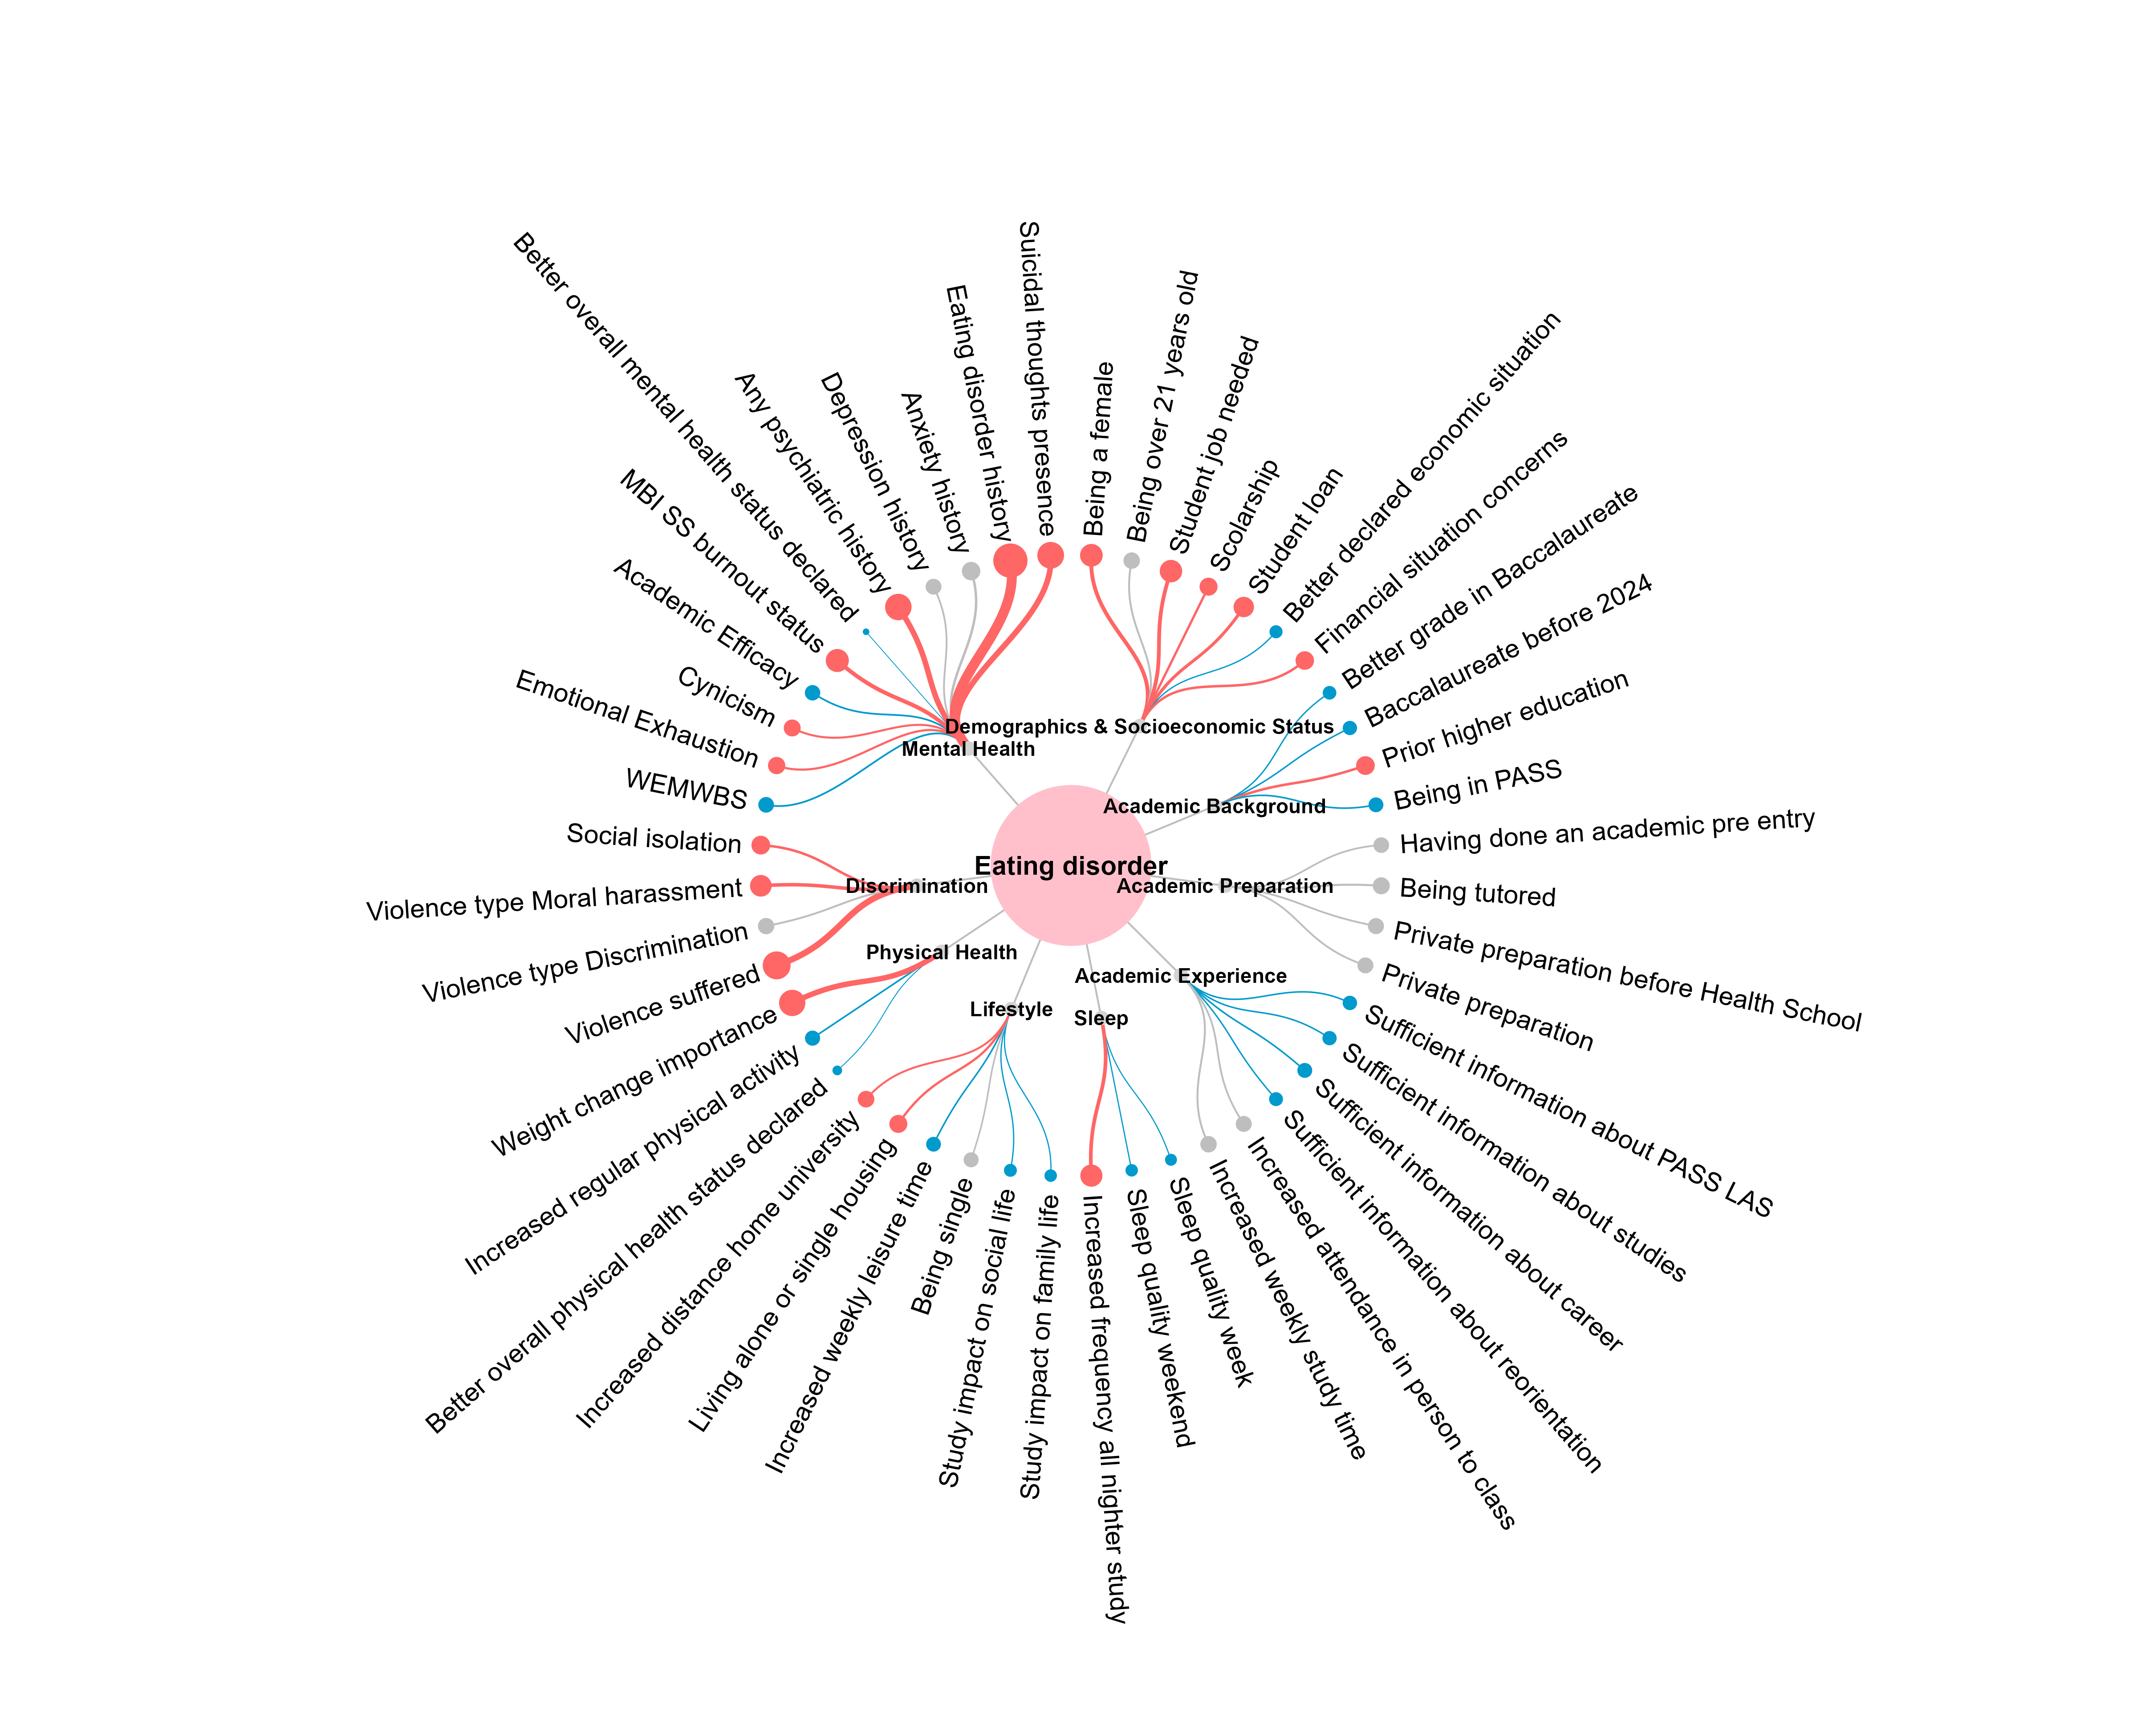 Eating disorder
Demographics & Socioeconomic Status
Being a female
Being over 21 years old
Student job needed
Scolarship
Student loan
Better declared economic situation
Financial situation concerns
Academic Background
Better grade in Baccalaureate
Baccalaureate before 2024
Prior higher education
Being in PASS
Academic Preparation
Having done an academic pre entry
Being tutored
Private preparation before Health School
Private preparation
Academic Experience
Sufficient information about PASS LAS
Sufficient information about studies
Sufficient information about career
Sufficient information about reorientation
Increased attendance in person to class
Increased weekly study time
Sleep
Sleep quality week
Sleep quality weekend
Increased frequency all nighter study
Lifestyle
Study impact on family life
Study impact on social life
Being single
Increased weekly leisure time
Living alone or single housing
Increased distance home university
Physical Health
Better overall physical health status declared
Increased regular physical activity
Weight change importance
Discrimination
Violence suffered
Violence type Discrimination
Violence type Moral harassment
Social isolation
Mental Health
WEMWBS
Emotional Exhaustion
Cynicism
Academic Efficacy
MBI SS burnout status
Better overall mental health status declared
Any psychiatric history
Depression history
Anxiety history
Eating disorder history
Suicidal thoughts presence